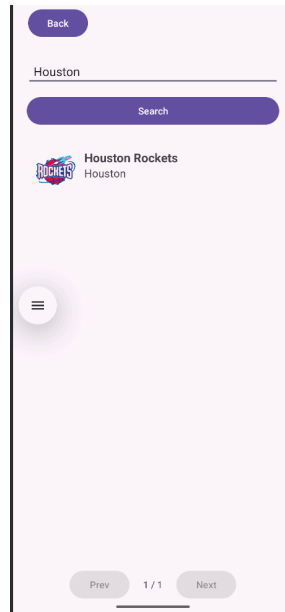 Back
Houston
Search
ROCKETS
Houston Rockets
Houston
Prev 1 / 1 Next